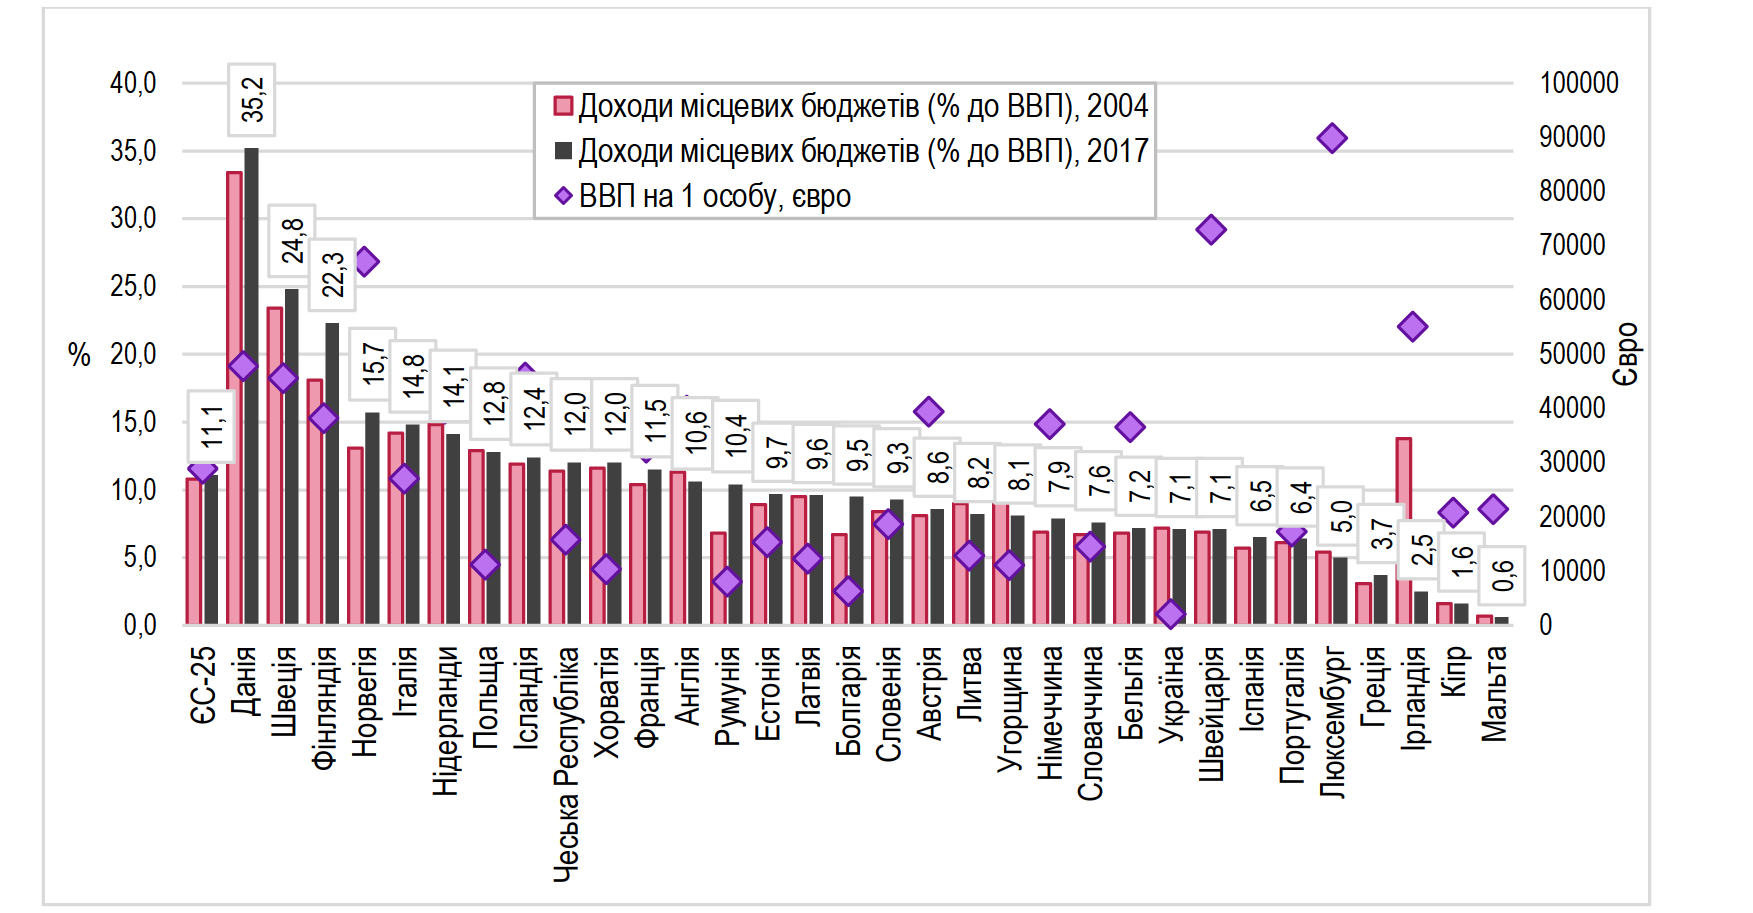 Доходи місцевих бюджетів (% до ВВП), 2004
Доходи місцевих бюджетів (% до ВВП), 2017
ВВП на 1 особу, євро
%
40,0
35,0
30,0
25,0
20,0
15,0
10,0
5,0
0,0
11,1
35,2
24,8
22,3
15,7
14,8
14,1
12,8
12,4
12,0
12,0
11,5
10,6
10,4
9,7
9,6
9,5
9,3
8,6
8,2
8,1
7,9
7,6
7,2
7,1
7,1
6,5
6,4
5,0
3,7
2,5
1,6
0,6
100000
90000
80000
70000
60000
50000
40000
30000
20000
10000
0
Євро
ЄС-25
Данія
Швеція
Фінляндія
Норвегія
Італія
Нідерланди
Польща
Ісландія
Чеська Республіка
Хорватія
Франція
Англія
Румунія
Естонія
Латвія
Болгарія
Словенія
Австрія
Литва
Угорщина
Німеччина
Словаччина
Бельгія
Україна
Швейцарія
Іспанія
Португалія
Люксембург
Греція
Ірландія
Кіпр
Мальта